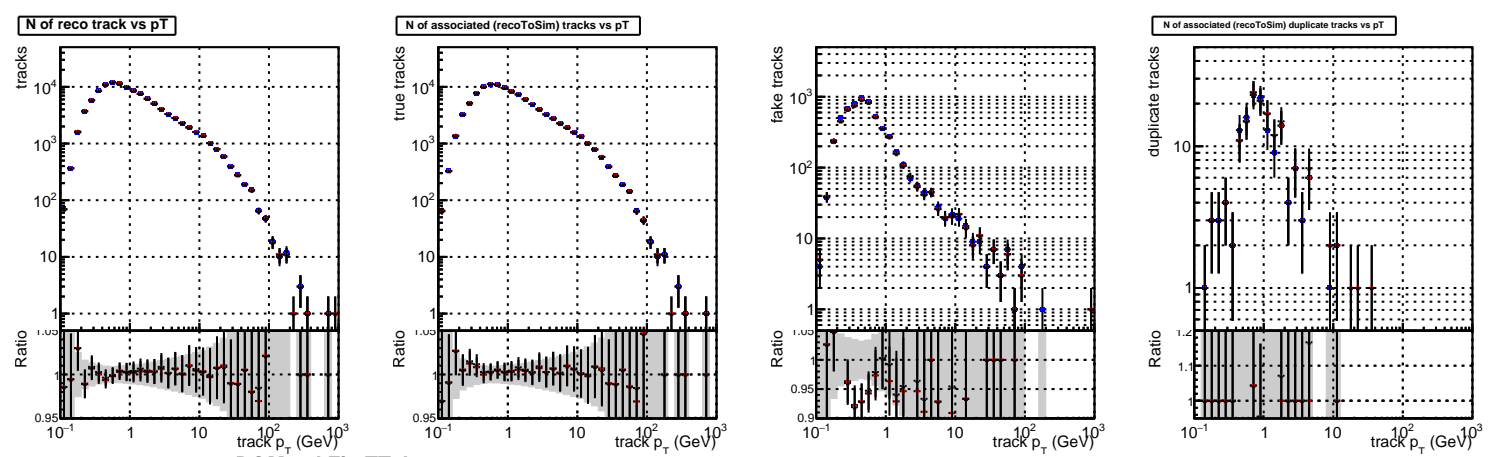 N of reco track vs pT
tracks
10^4
10^3
10^2
10
1
1.05
Ratio
1
0.95
10^-1 1 10 10^2 10^3
track p_T (GeV)
N of associated (recoToSim) tracks vs pT
true tracks
10^4
10^3
10^2
10
1
1.05
Ratio
1
0.95
10^-1 1 10 10^2 10^3
track p_T (GeV)
fake tracks
10^3
10^2
10
1
1.05
Ratio
1
0.95
0.9
10^-1 1 10 10^2 10^3
track p_T (GeV)
N of associated (recoToSim) duplicate tracks vs pT
duplicate tracks
10
1
1.2
Ratio
1.1
1
10^-1 1 10 10^2 10^3
track p_T (GeV)